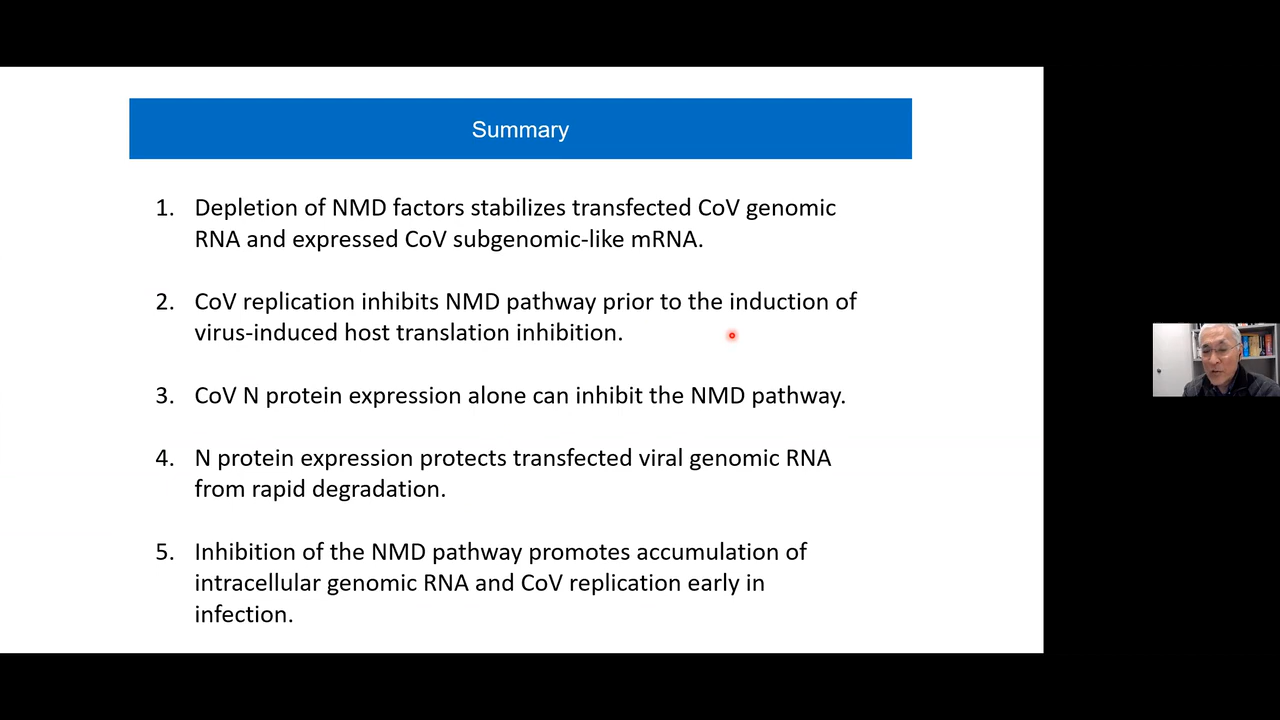 Summary
1. Depletion of NMD factors stabilizes transfected CoV genomic
RNA and expressed CoV subgenomic-like mRNA.
2. CoV replication inhibits NMD pathway prior to the induction of
virus-induced host translation inhibition.
3. CoV N protein expression alone can inhibit the NMD pathway.
4. N protein expression protects transfected viral genomic RNA
from rapid degradation.
5. Inhibition of the NMD pathway promotes accumulation of
intracellular genomic RNA and CoV replication early in
infection.